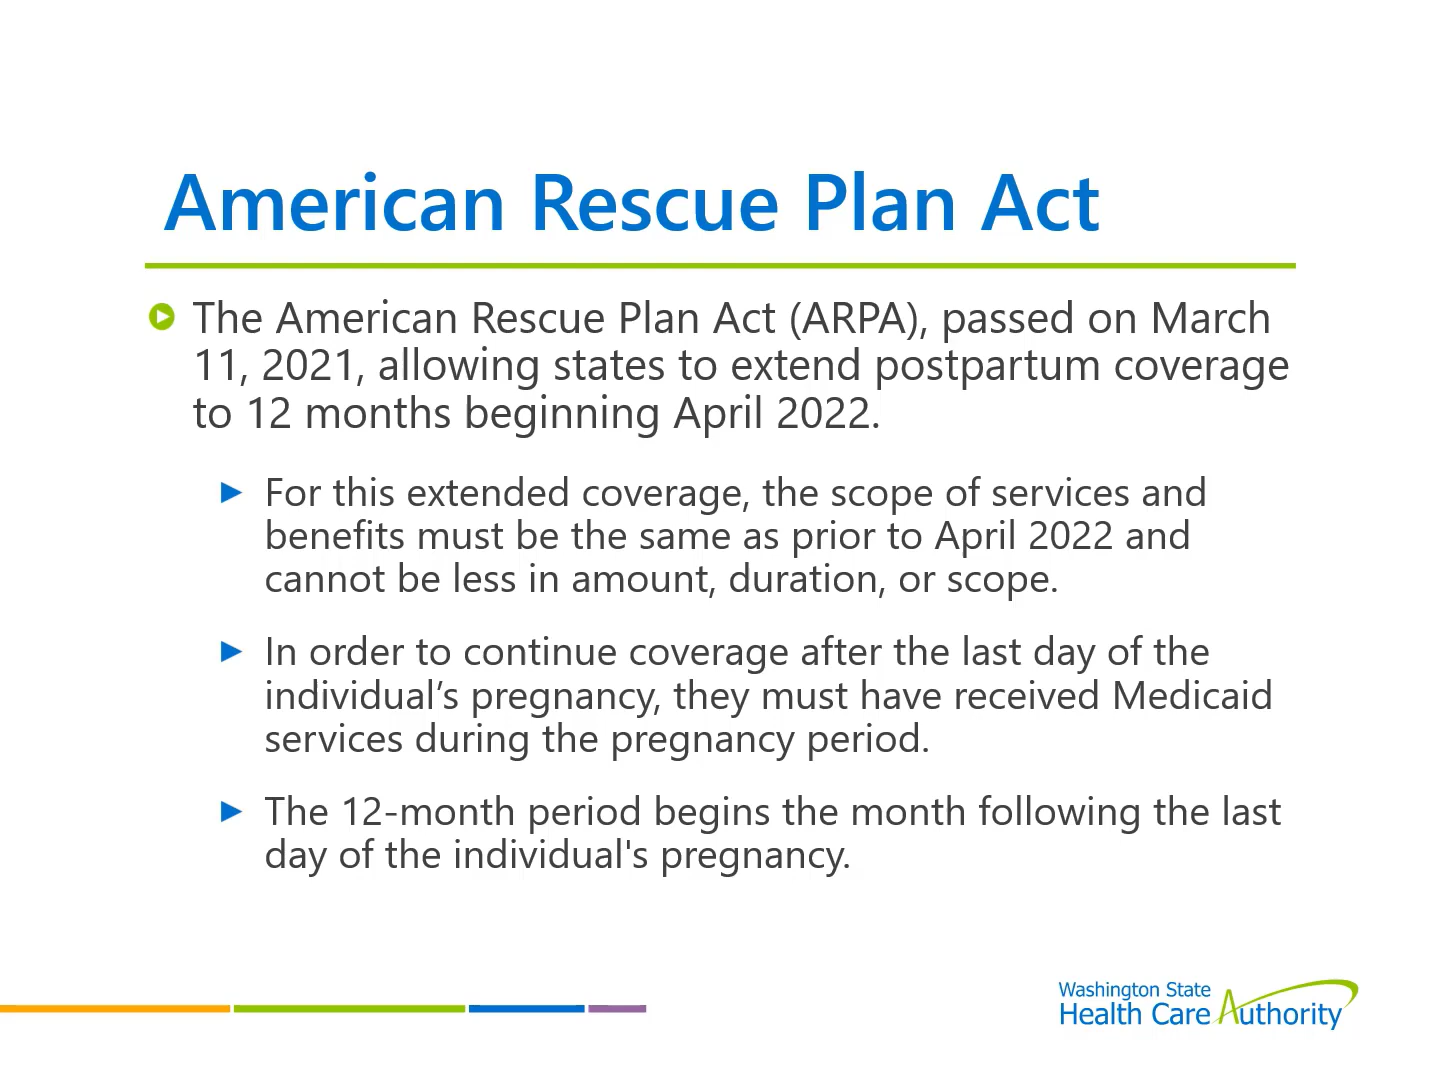 American Rescue Plan Act
The American Rescue Plan Act (ARPA), passed on March
11, 2021, allowing states to extend postpartum coverage
to 12 months beginning April 2022.
For this extended coverage, the scope of services and
benefits must be the same as prior to April 2022 and
cannot be less in amount, duration, or scope.
In order to continue coverage after the last day of the
individual’s pregnancy, they must have received Medicaid
services during the pregnancy period.
The 12-month period begins the month following the last
day of the individual's pregnancy.
Washington State
Health Care Authority